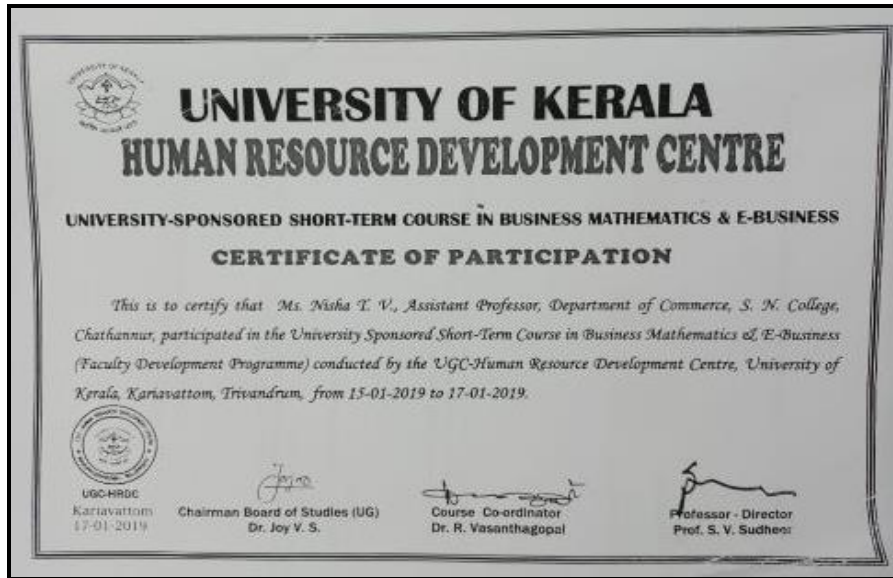 UNIVERSITY OF KERALA
UNIVERSITY OF KERALA
HUMAN RESOURCE DEVELOPMENT CENTRE
UNIVERSITY-SPONSORED SHORT-TERM COURSE IN BUSINESS MATHEMATICS & E-BUSINESS
CERTIFICATE OF PARTICIPATION
This is to certify that Ms. Nisha T. V., Assistant Professor, Department of Commerce, S. N. College,
Chathannur, participated in the University Sponsored Short-Term Course in Business Mathematics & E-Business
(Faculty Development Programme) conducted by the UGC-Human Resource Development Centre, University of
Kerala, Kariavattom, Trivandrum, from 15-01-2019 to 17-01-2019.
UGC-HRDC
Kariavattom
17-01-2019
Chairman Board of Studies (UG)
Dr. Joy V. S.
Course Co-ordinator
Dr. R. Vasanthagopal
Professor - Director
Prof. S. V. Sudheer